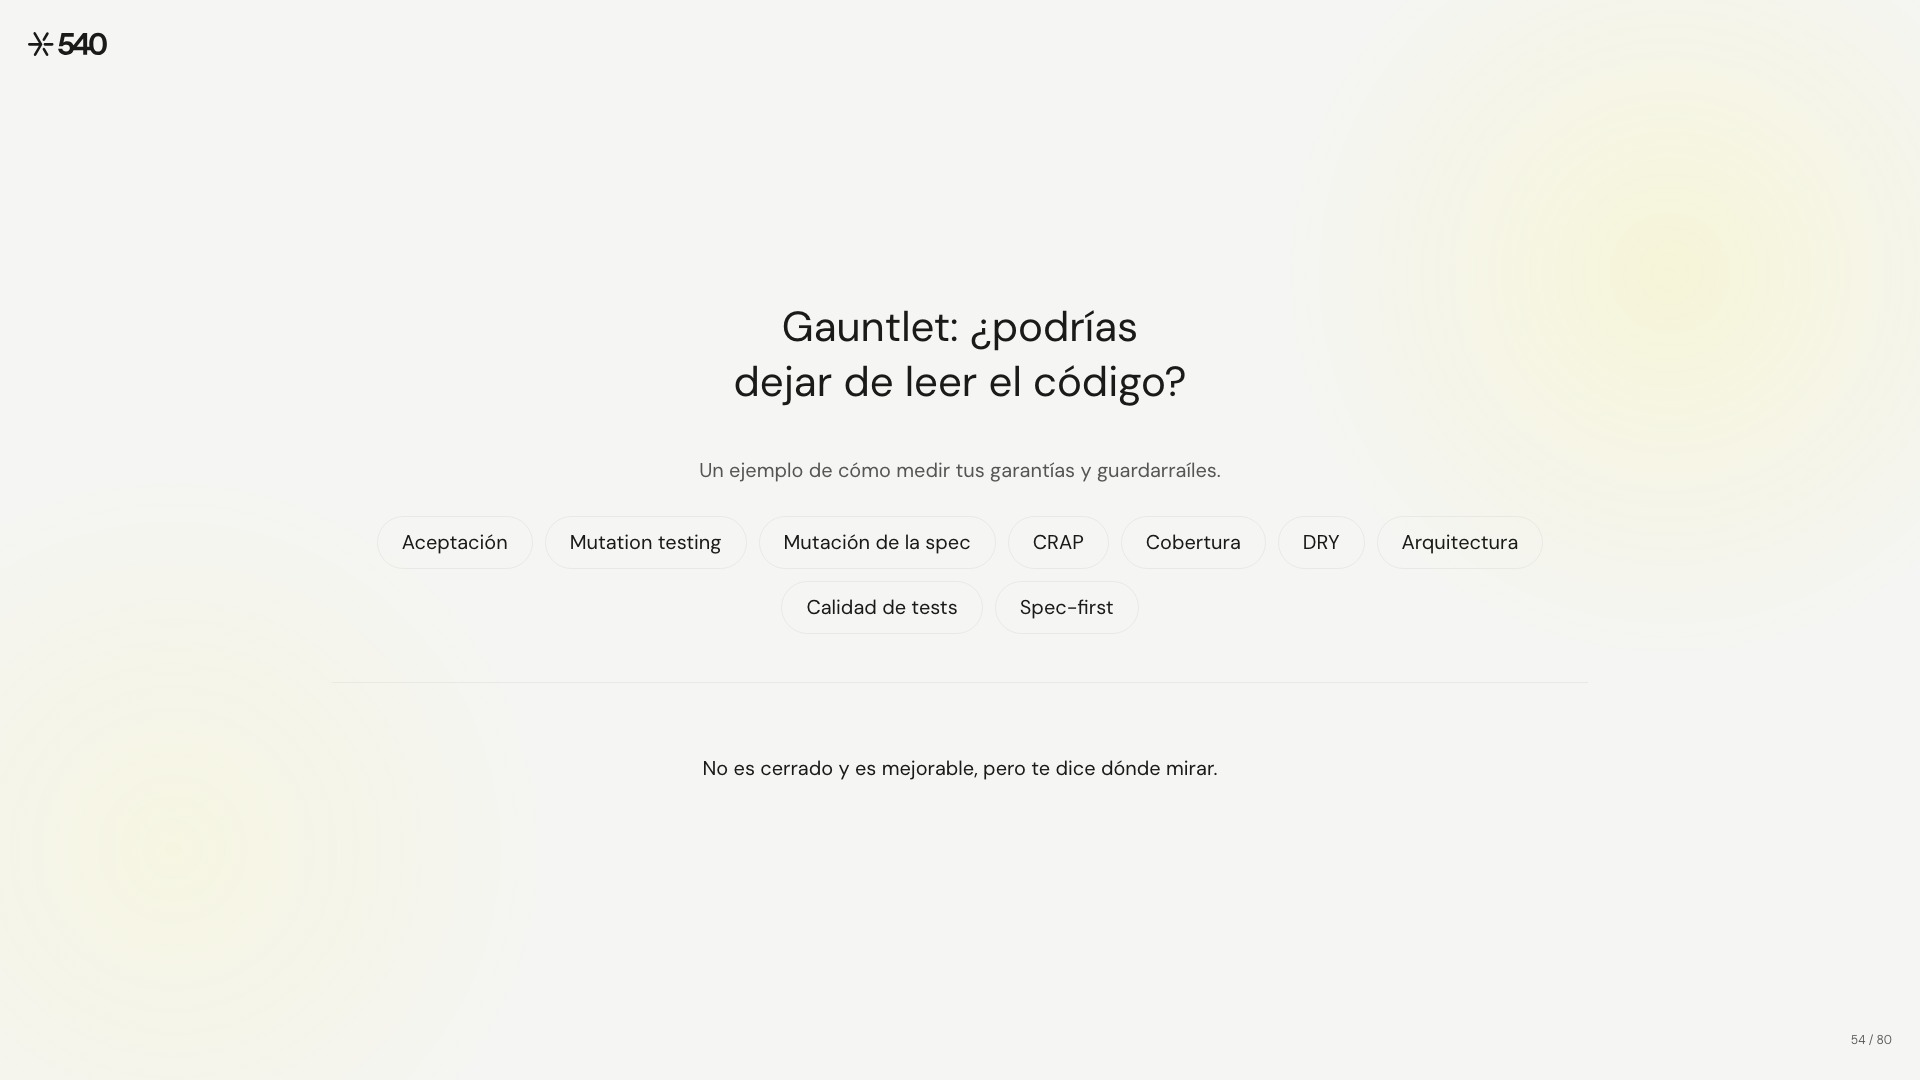 540
Gauntlet: ¿podrías
dejar de leer el código?
Un ejemplo de cómo medir tus garantías y guardarraíles.
Aceptación Mutation testing Mutación de la spec CRAP Cobertura DRY Arquitectura
Calidad de tests Spec-first
No es cerrado y es mejorable, pero te dice dónde mirar.
54 / 80